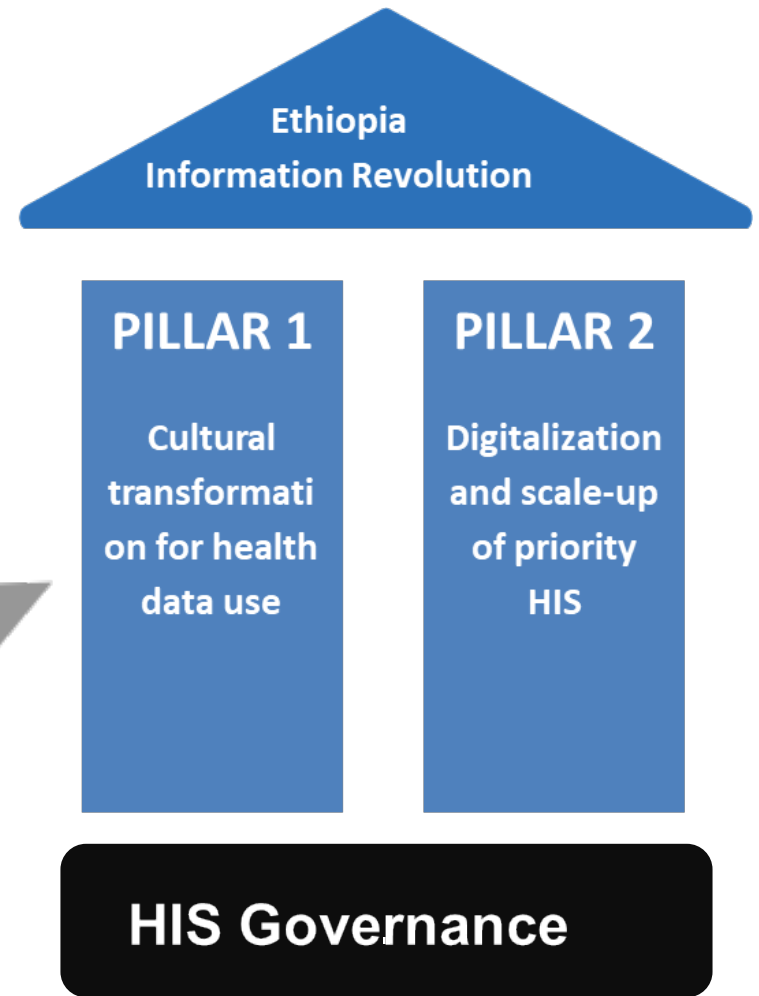 Ethiopia
Information Revolution
PILLAR 1
Cultural
transformati
on for health
data use
PILLAR 2
Digitalization
and scale-up
of priority
HIS
HIS Governance